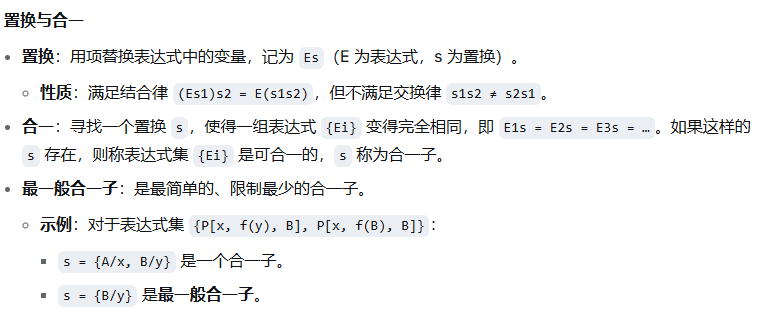 置换与合一
• 置换：用项替换表达式中的变量，记为 Es（E 为表达式，s 为置换）。
◦ 性质：满足结合律 (Es1)s2 = E(s1s2)，但不满足交换律 s1s2 ≠ s2s1。
• 合一：寻找一个置换 s，使得一组表达式 {Ei} 变得完全相同，即 E1s = E2s = E3s = …。如果这样的
s 存在，则称表达式集 {Ei} 是可合一的，s 称为合一子。
• 最一般合一子：是最简单的、限制最少的合一子。
◦ 示例：对于表达式集 {P[x, f(y), B], P[x, f(B), B]}：
▪ s = {A/x, B/y} 是一个合一子。
▪ s = {B/y} 是最一般合一子。